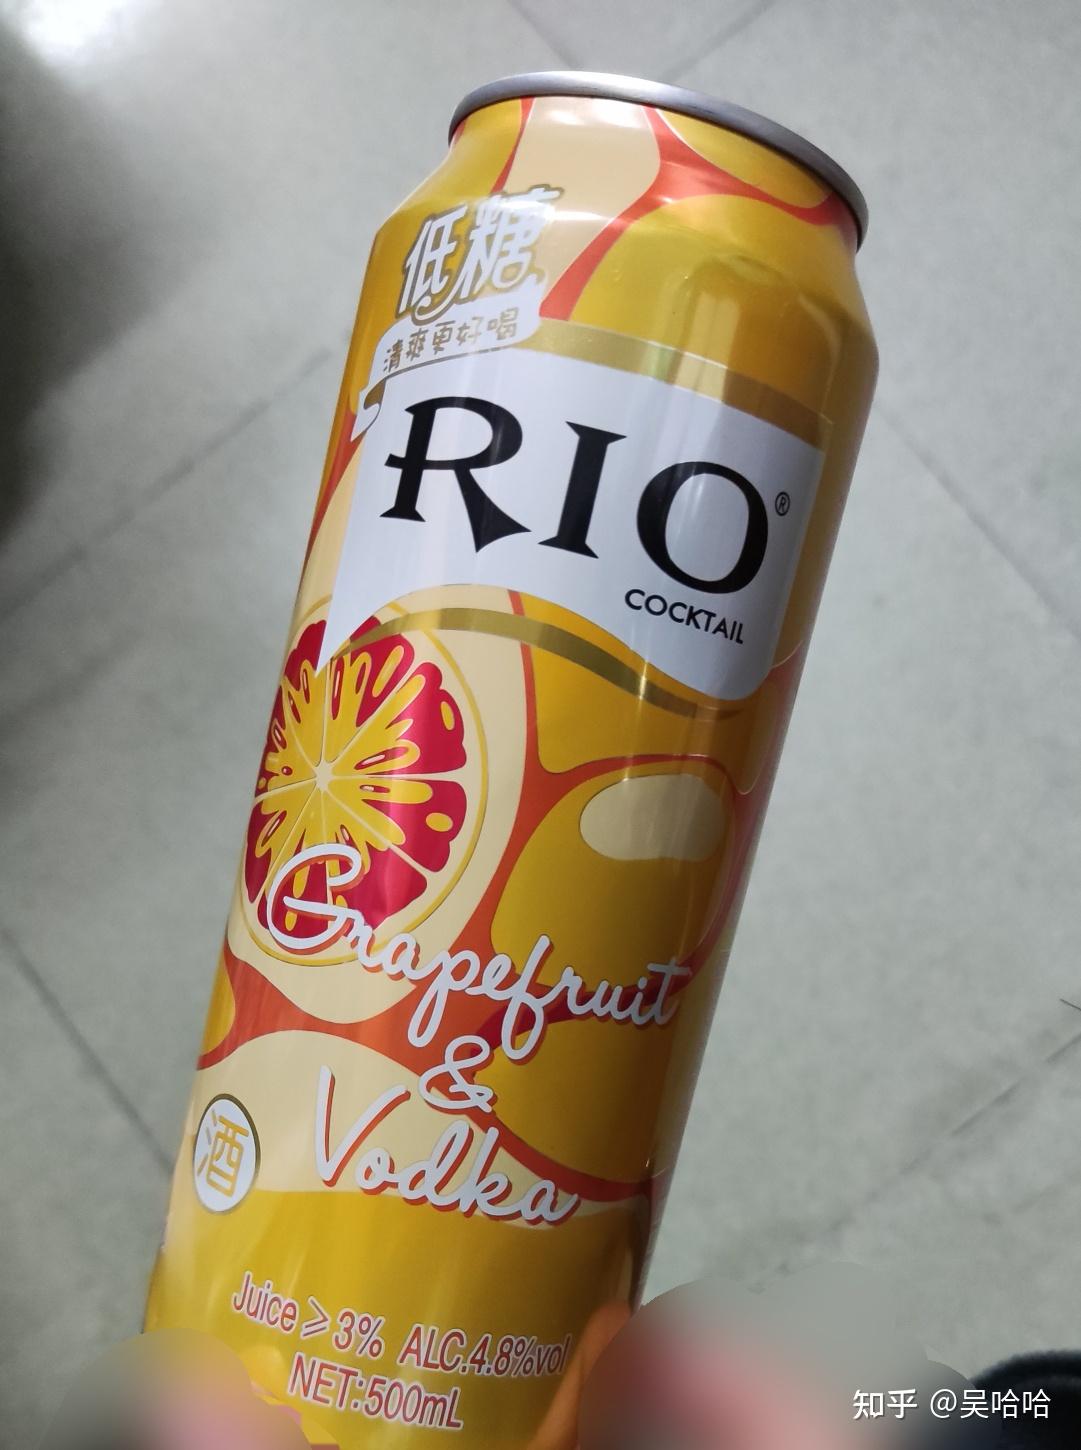 低糖
清爽更好喝
RIO®
COCKTAIL
Grapefruit
&
Vodka
酒
Juice ⩾ 3% ALC.4.8%vol
NET:500mL
知乎 @吴哈哈